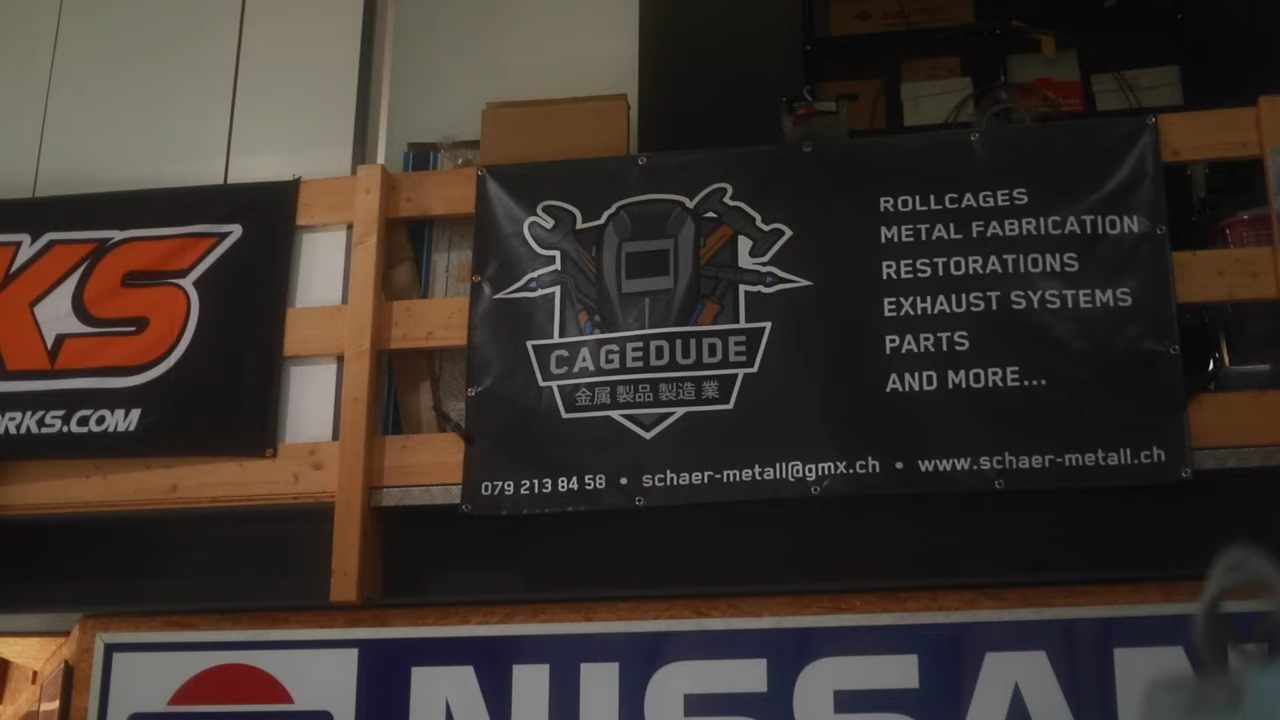 KS
RKS.COM
CAGEDUDE
金属 製品 製造 業
ROLLCAGES
METAL FABRICATION
RESTORATIONS
EXHAUST SYSTEMS
PARTS
AND MORE...
079 213 84 58 • schaer-metall@gmx.ch • www.schaer-metall.ch
NISSAN